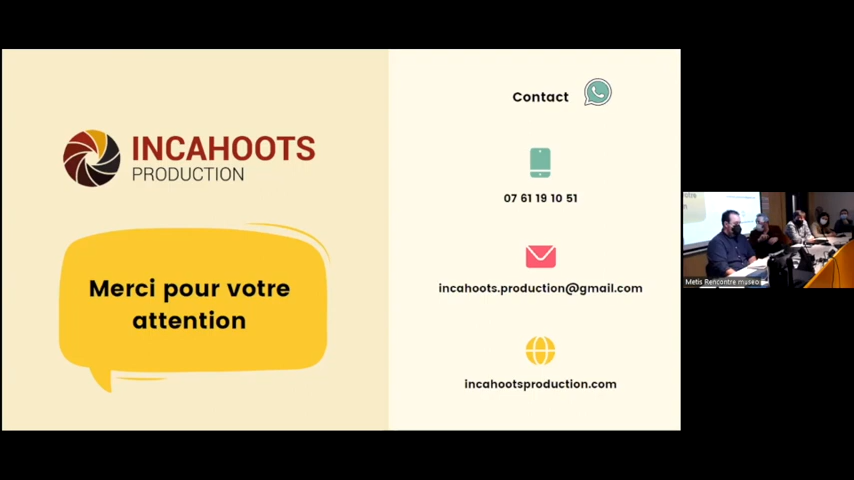 INCAHOOTS
PRODUCTION
Merci pour votre
attention
Contact
07 61 19 10 51
incahoots.production@gmail.com
incahootsproduction.com
Metis Rencontre museo